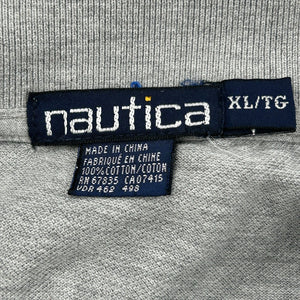 nautica
XL/TG
MADE IN CHINA
FABRIQUÉ EN CHINE
100% COTTON/COTON
RN 67835 CA07415
VDR 462 498